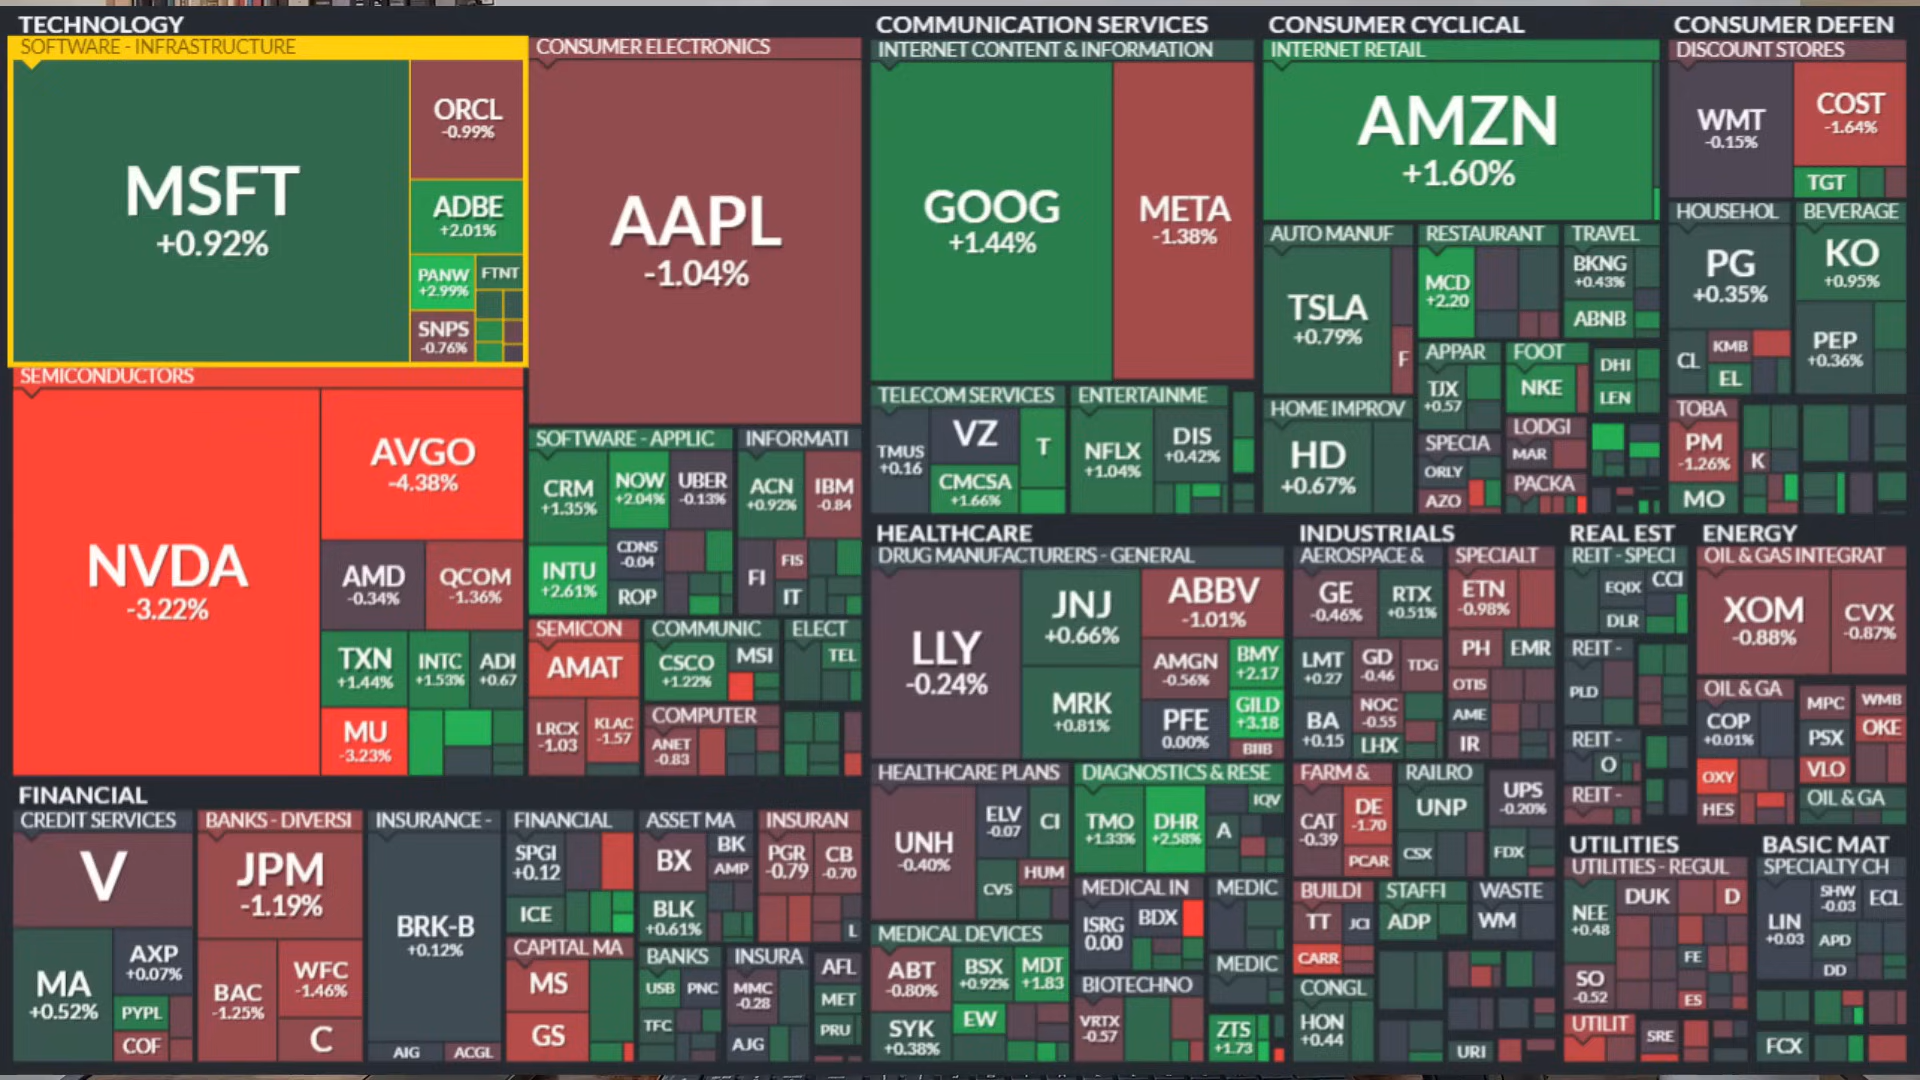 TECHNOLOGY
SOFTWARE - INFRASTRUCTURE
MSFT
+0.92%
ORCL
-0.99%
ADBE
+2.01%
PANW
+2.99%
FTNT
SNPS
-0.76%
CONSUMER ELECTRONICS
AAPL
-1.04%
SEMICONDUCTORS
NVDA
-3.22%
AVGO
-4.38%
AMD
-0.34%
QCOM
-1.36%
TXN
+1.44%
INTC
+1.53%
ADI
+0.67
MU
-3.23%
SOFTWARE - APPLIC
CRM
+1.35%
NOW
+2.04%
UBER
-0.13%
INTU
+2.61%
CDNS
-0.04
ROP
INFORMATI
ACN
+0.92%
IBM
-0.84
FI
FIS
IT
SEMICON
AMAT
LRCX
-1.03
KLAC
-1.57
COMMUNIC
CSCO
+1.22%
MSI
ELECT
TEL
COMPUTER
ANET
-0.83
COMMUNICATION SERVICES
INTERNET CONTENT & INFORMATION
GOOG
+1.44%
META
-1.38%
TELECOM SERVICES
TMUS
+0.16
VZ
CMCSA
+1.66%
T
ENTERTAINME
NFLX
+1.04%
DIS
+0.42%
CONSUMER CYCLICAL
INTERNET RETAIL
AMZN
+1.60%
AUTO MANUF
TSLA
+0.79%
F
RESTAURANT
MCD
+2.20
TRAVEL
BKNG
+0.43%
ABNB
APPAR
TJX
+0.57
FOOT
NKE
DHI
LEN
HOME IMPROV
HD
+0.67%
SPECIA
ORLY
AZO
LODGI
MAR
PACKA
CONSUMER DEFEN
DISCOUNT STORES
WMT
-0.15%
COST
-1.64%
TGT
HOUSEHOL
PG
+0.35%
CL
KMB
EL
BEVERAGE
KO
+0.95%
PEP
+0.36%
TOBA
PM
-1.26%
MO
K
FINANCIAL
CREDIT SERVICES
V
MA
+0.52%
AXP
+0.07%
PYPL
COF
BANKS - DIVERSI
JPM
-1.19%
BAC
-1.25%
WFC
-1.46%
C
INSURANCE -
BRK-B
+0.12%
AIG
ACGL
FINANCIAL
SPGI
+0.12
ICE
CAPITAL MA
MS
GS
ASSET MA
BX
BK
AMP
BLK
+0.61%
BANKS
USB
PNC
TFC
INSURAN
PGR
-0.79
CB
-0.70
L
INSURA
MMC
-0.28
AJG
AFL
MET
PRU
HEALTHCARE
DRUG MANUFACTURERS - GENERAL
LLY
-0.24%
JNJ
+0.66%
MRK
+0.81%
ABBV
-1.01%
AMGN
-0.56%
BMY
+2.17
PFE
0.00%
GILD
+3.18
BIIB
HEALTHCARE PLANS
UNH
-0.40%
ELV
-0.07
CI
CVS
HUM
DIAGNOSTICS & RESE
TMO
+1.33%
DHR
+2.58%
IQV
A
MEDICAL DEVICES
ABT
-0.80%
BSX
+0.92%
MDT
+1.83
SYK
+0.38%
EW
MEDICAL IN
ISRG
0.00
BDX
MEDIC
MEDIC
BIOTECHNO
VRTX
-0.57
ZTS
+1.73
INDUSTRIALS
AEROSPACE &
GE
-0.46%
RTX
+0.51%
LMT
+0.27
GD
-0.46
TDG
BA
+0.15
NOC
-0.55
LHX
SPECIALT
ETN
-0.98%
PH
EMR
OTIS
AME
IR
FARM &
CAT
-0.39
DE
-1.70
PCAR
RAILRO
UNP
CSX
UPS
-0.20%
FDX
BUILDI
TT
JCI
CARR
STAFFI
ADP
WASTE
WM
CONGL
HON
+0.44
URI
REAL EST
REIT - SPECI
EQIX
CCI
DLR
REIT -
PLD
REIT -
O
REIT -
ENERGY
OIL & GAS INTEGRAT
XOM
-0.88%
CVX
-0.87%
OIL & GA
COP
+0.01%
OXY
HES
MPC
WMB
PSX
OKE
VLO
OIL & GA
UTILITIES
UTILITIES - REGUL
NEE
+0.48
DUK
D
SO
-0.52
FE
ES
UTILIT
SRE
BASIC MAT
SPECIALTY CH
LIN
+0.03
SHW
-0.03
ECL
APD
DD
FCX